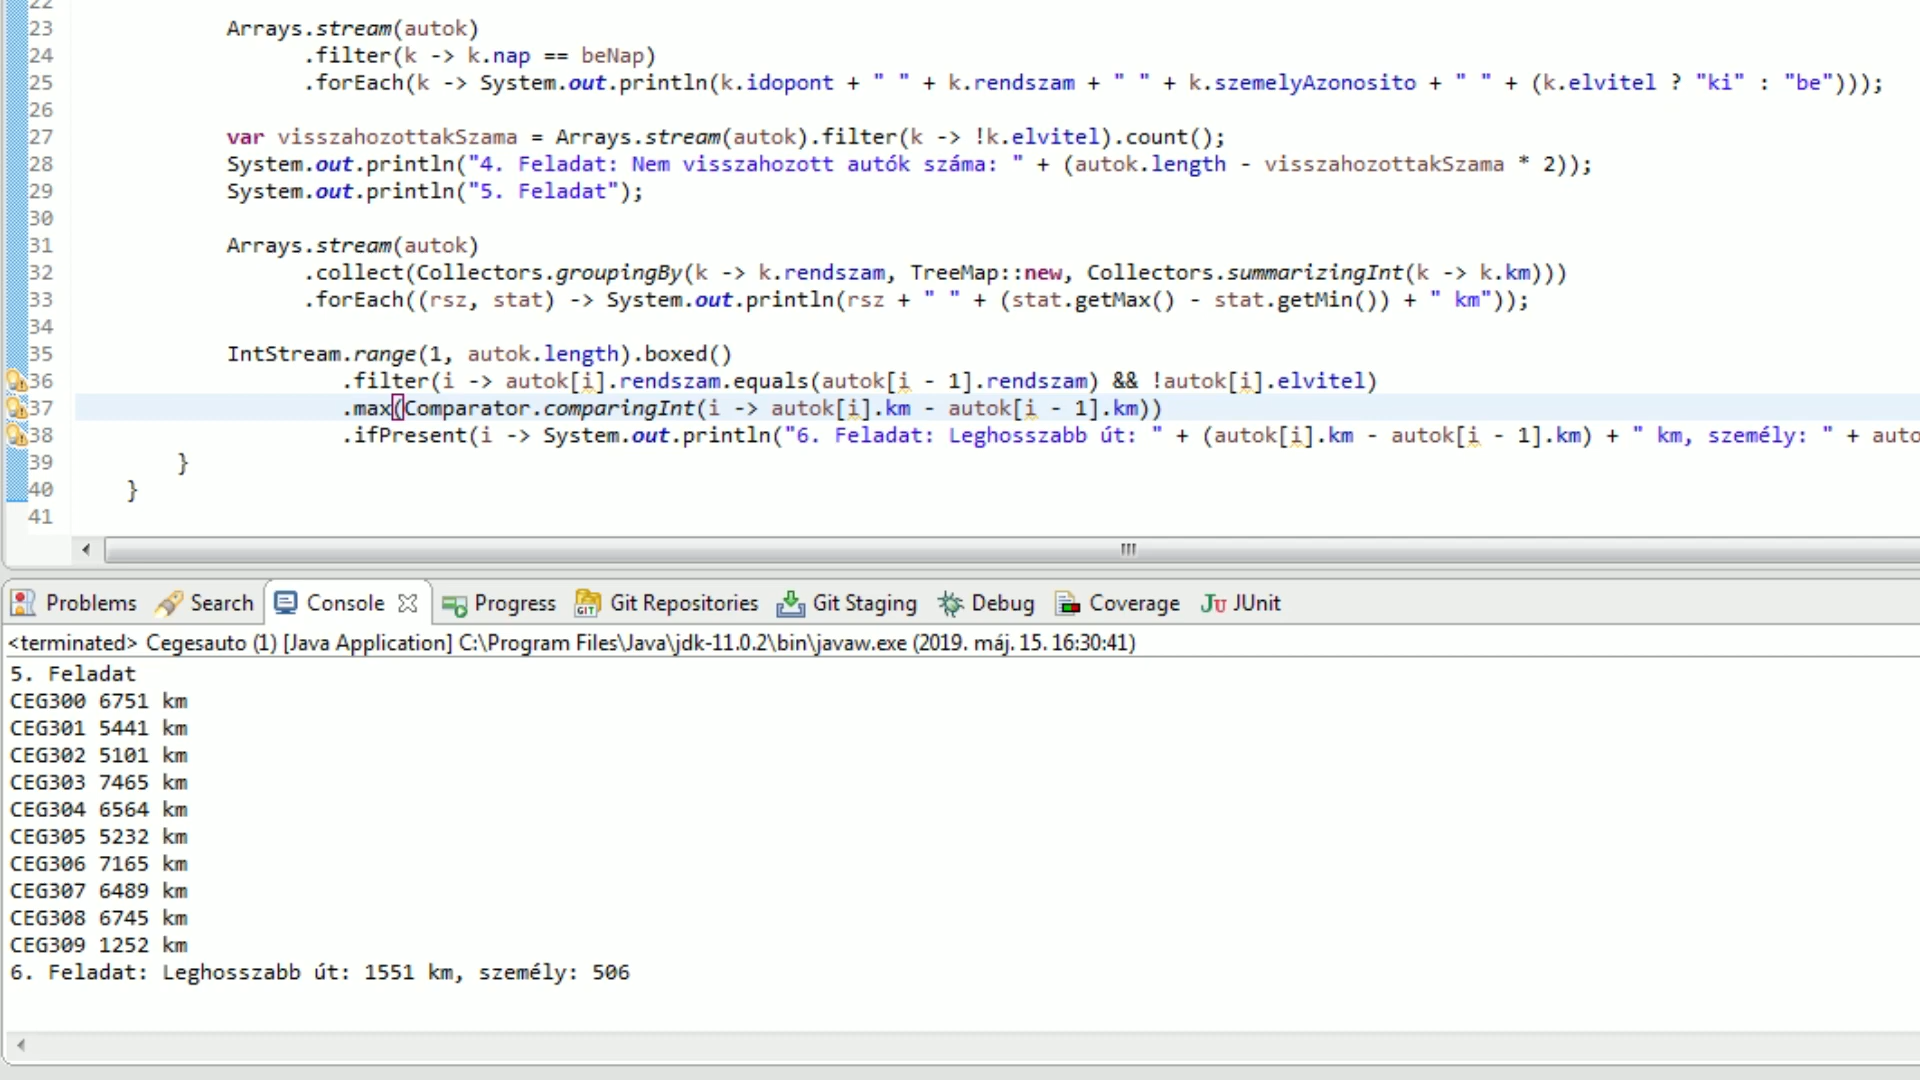 22
23 Arrays.stream(autok)
24 .filter(k -> k.nap == beNap)
25 .forEach(k -> System.out.println(k.idopont + " " + k.rendszam + " " + k.szemelyAzonosito + " " + (k.elvitel ? "ki" : "be")));
26
27 var visszahozottakSzama = Arrays.stream(autok).filter(k -> !k.elvitel).count();
28 System.out.println("4. Feladat: Nem visszahozott autók száma: " + (autok.length - visszahozottakSzama * 2));
29 System.out.println("5. Feladat");
30
31 Arrays.stream(autok)
32 .collect(Collectors.groupingBy(k -> k.rendszam, TreeMap::new, Collectors.summarizingInt(k -> k.km)))
33 .forEach((rsz, stat) -> System.out.println(rsz + " " + (stat.getMax() - stat.getMin()) + " km"));
34
35 IntStream.range(1, autok.length).boxed()
36 .filter(i -> autok[i].rendszam.equals(autok[i - 1].rendszam) && !autok[i].elvitel)
37 .max(Comparator.comparingInt(i -> autok[i].km - autok[i - 1].km))
38 .ifPresent(i -> System.out.println("6. Feladat: Leghosszabb út: " + (autok[i].km - autok[i - 1].km) + " km, személy: " + auto
39 }
40 }
41
Problems Search Console Progress Git Repositories Git Staging Debug Coverage JUnit
<terminated> Cegesauto (1) [Java Application] C:\Program Files\Java\jdk-11.0.2\bin\javaw.exe (2019. máj. 15. 16:30:41)
5. Feladat
CEG300 6751 km
CEG301 5441 km
CEG302 5101 km
CEG303 7465 km
CEG304 6564 km
CEG305 5232 km
CEG306 7165 km
CEG307 6489 km
CEG308 6745 km
CEG309 1252 km
6. Feladat: Leghosszabb út: 1551 km, személy: 506